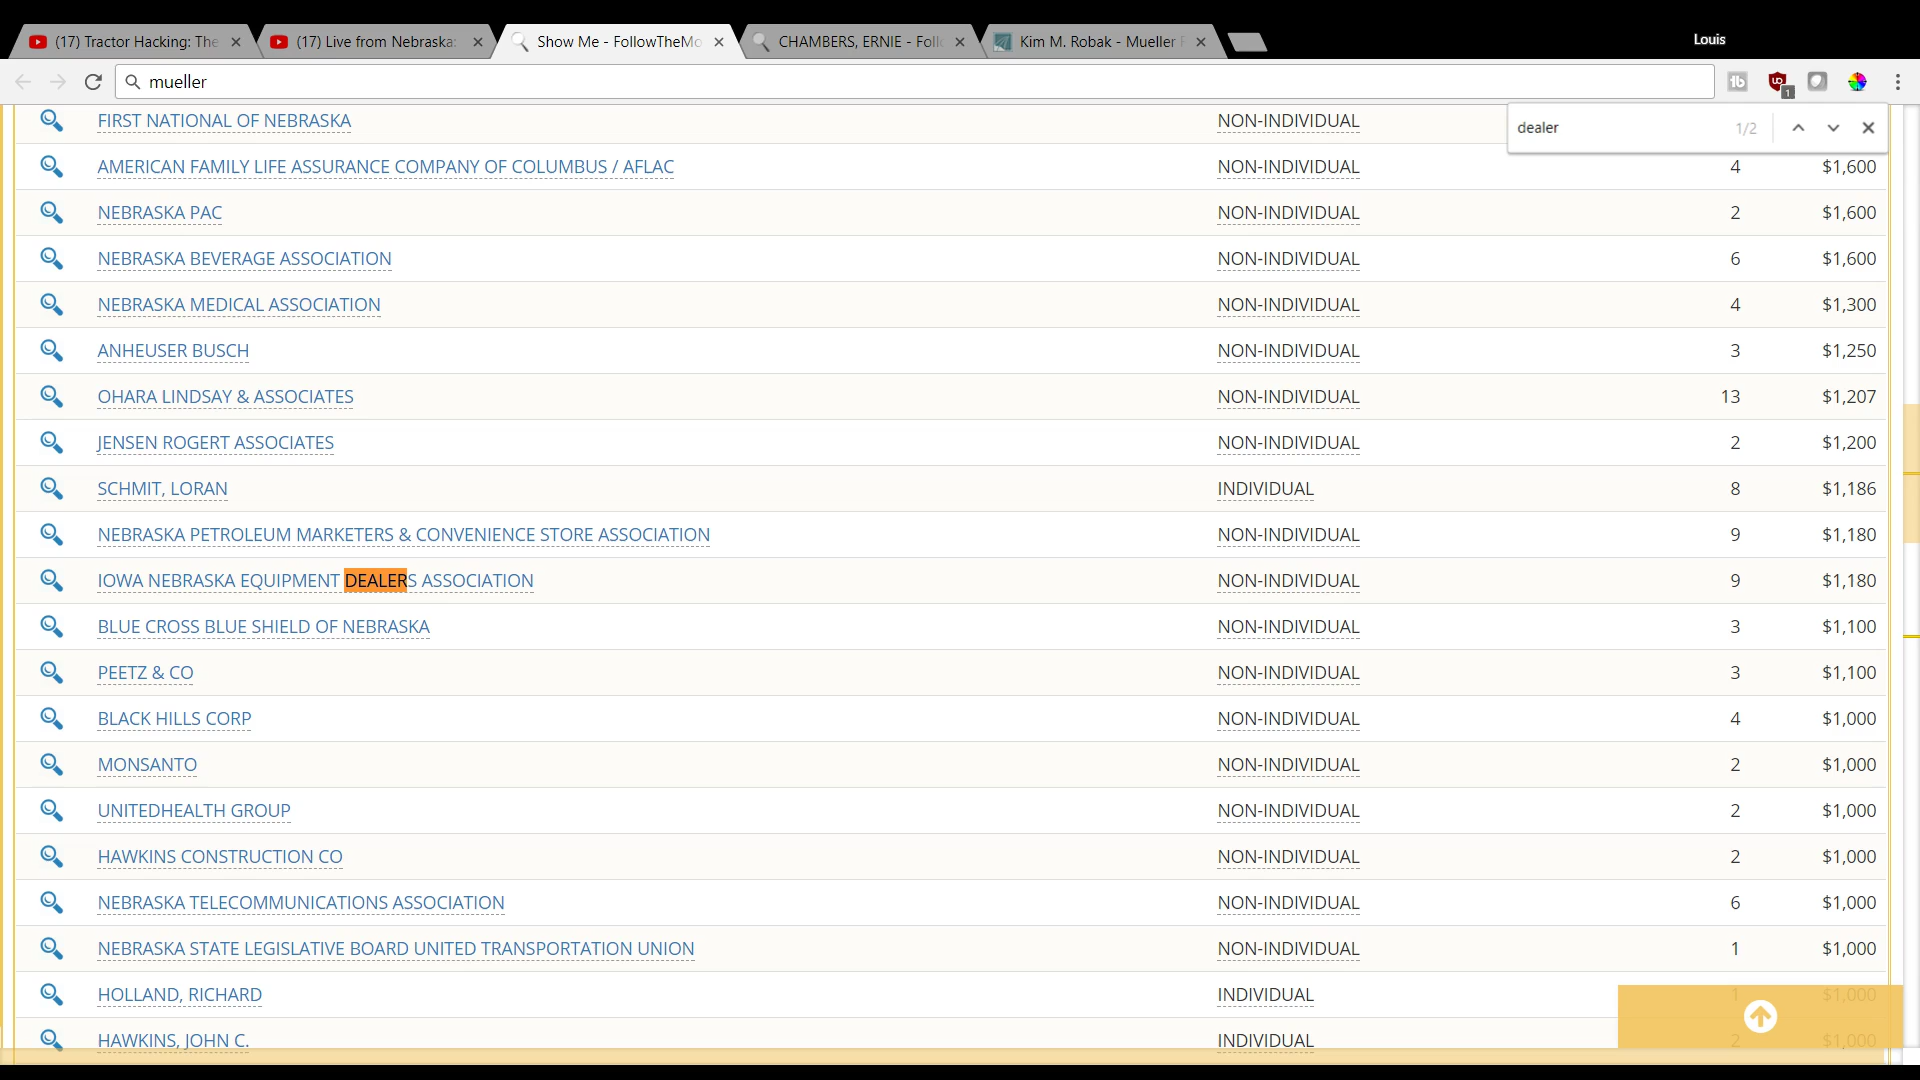 (17) Tractor Hacking: The
(17) Live from Nebraska:
Show Me - FollowTheMo
CHAMBERS, ERNIE - Foll
Kim M. Robak - Mueller
Louis
mueller
1
dealer 1/2
FIRST NATIONAL OF NEBRASKA NON-INDIVIDUAL
AMERICAN FAMILY LIFE ASSURANCE COMPANY OF COLUMBUS / AFLAC NON-INDIVIDUAL 4 $1,600
NEBRASKA PAC NON-INDIVIDUAL 2 $1,600
NEBRASKA BEVERAGE ASSOCIATION NON-INDIVIDUAL 6 $1,600
NEBRASKA MEDICAL ASSOCIATION NON-INDIVIDUAL 4 $1,300
ANHEUSER BUSCH NON-INDIVIDUAL 3 $1,250
OHARA LINDSAY & ASSOCIATES NON-INDIVIDUAL 13 $1,207
JENSEN ROGERT ASSOCIATES NON-INDIVIDUAL 2 $1,200
SCHMIT, LORAN INDIVIDUAL 8 $1,186
NEBRASKA PETROLEUM MARKETERS & CONVENIENCE STORE ASSOCIATION NON-INDIVIDUAL 9 $1,180
IOWA NEBRASKA EQUIPMENT DEALERS ASSOCIATION NON-INDIVIDUAL 9 $1,180
BLUE CROSS BLUE SHIELD OF NEBRASKA NON-INDIVIDUAL 3 $1,100
PEETZ & CO NON-INDIVIDUAL 3 $1,100
BLACK HILLS CORP NON-INDIVIDUAL 4 $1,000
MONSANTO NON-INDIVIDUAL 2 $1,000
UNITEDHEALTH GROUP NON-INDIVIDUAL 2 $1,000
HAWKINS CONSTRUCTION CO NON-INDIVIDUAL 2 $1,000
NEBRASKA TELECOMMUNICATIONS ASSOCIATION NON-INDIVIDUAL 6 $1,000
NEBRASKA STATE LEGISLATIVE BOARD UNITED TRANSPORTATION UNION NON-INDIVIDUAL 1 $1,000
HOLLAND, RICHARD INDIVIDUAL 1 $1,000
HAWKINS, JOHN C. INDIVIDUAL 2 $1,000